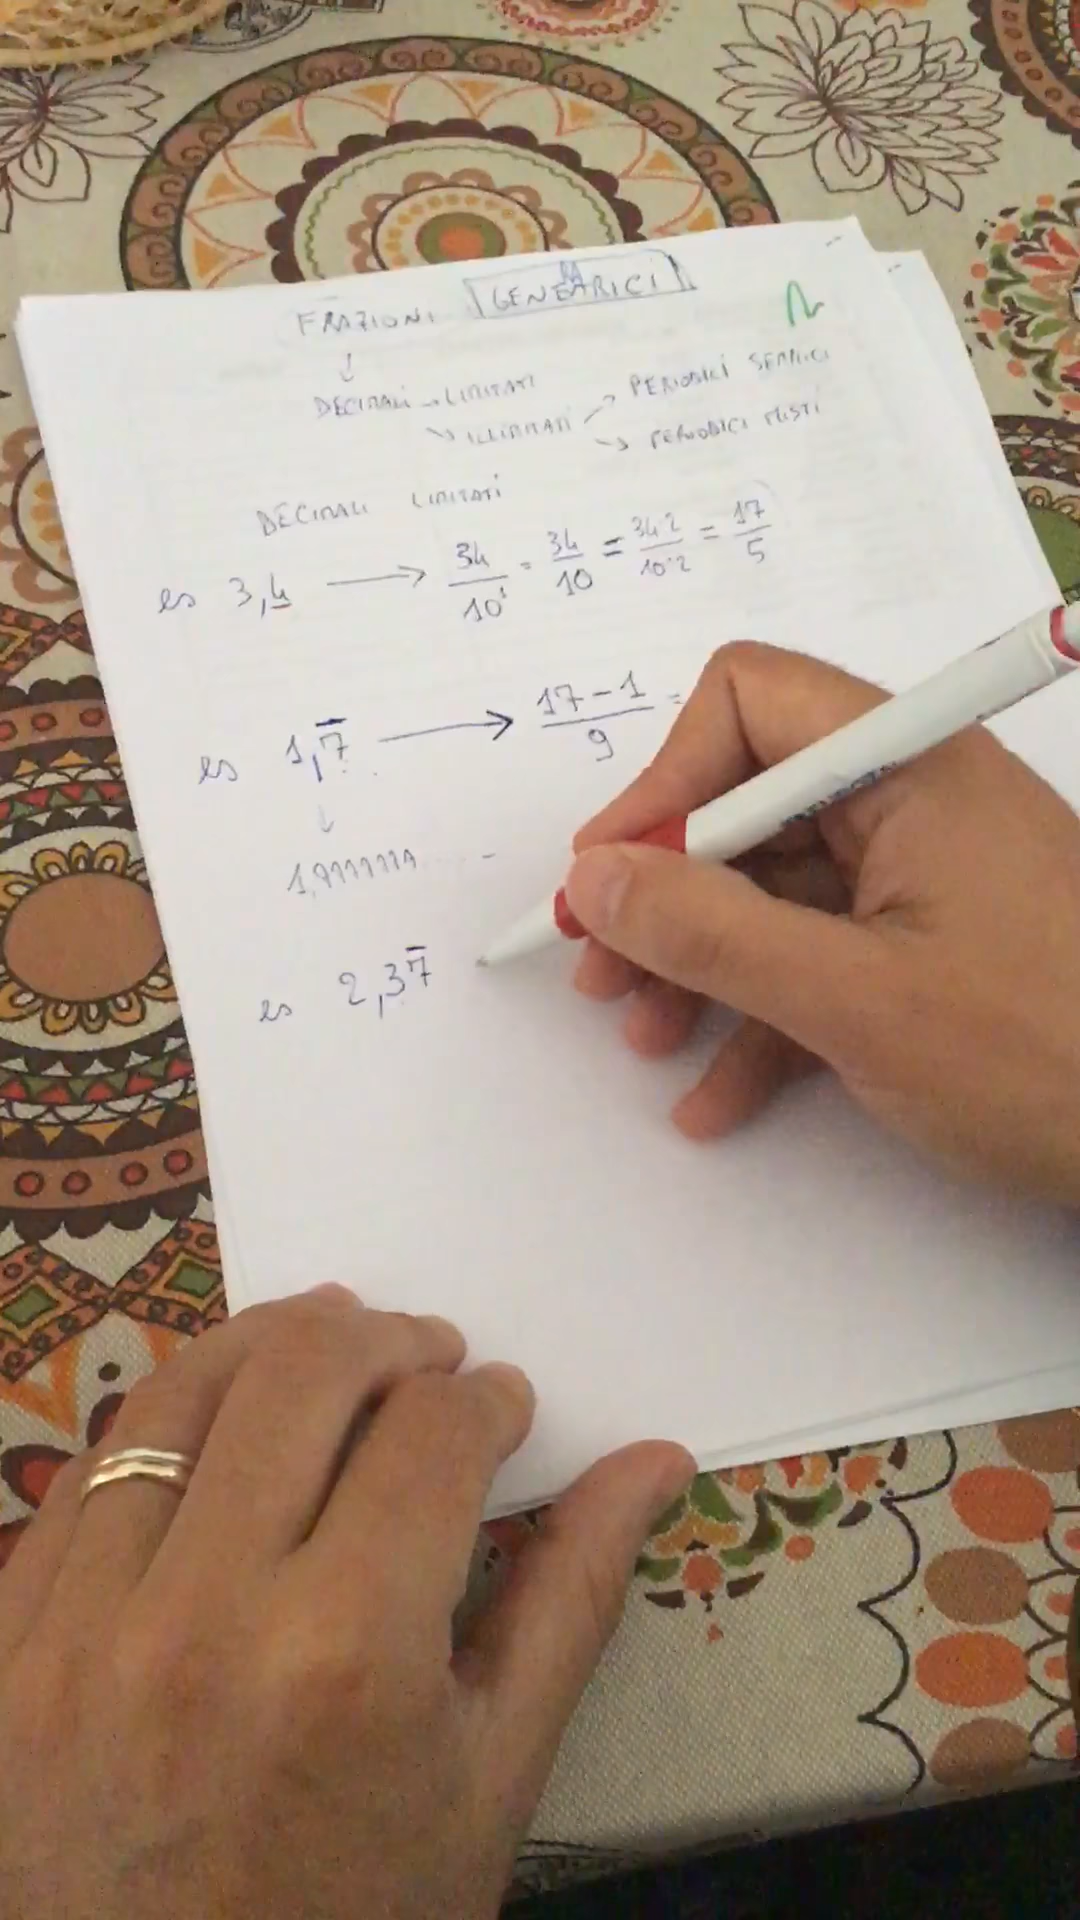 FRAZIONI GENERATRICI
↓
DECIMALI → LIMITATI
↘ ILLIMITATI → PERIODICI SEMPLICI
→ PERIODICI MISTI
DECIMALI LIMITATI
es 3,4 → 34/10¹ = 34/10 = 34:2/10:2 = 17/5
es 1,7̅ → 17-1/9 =
↓
1,7777777 ...
es 2,37̅